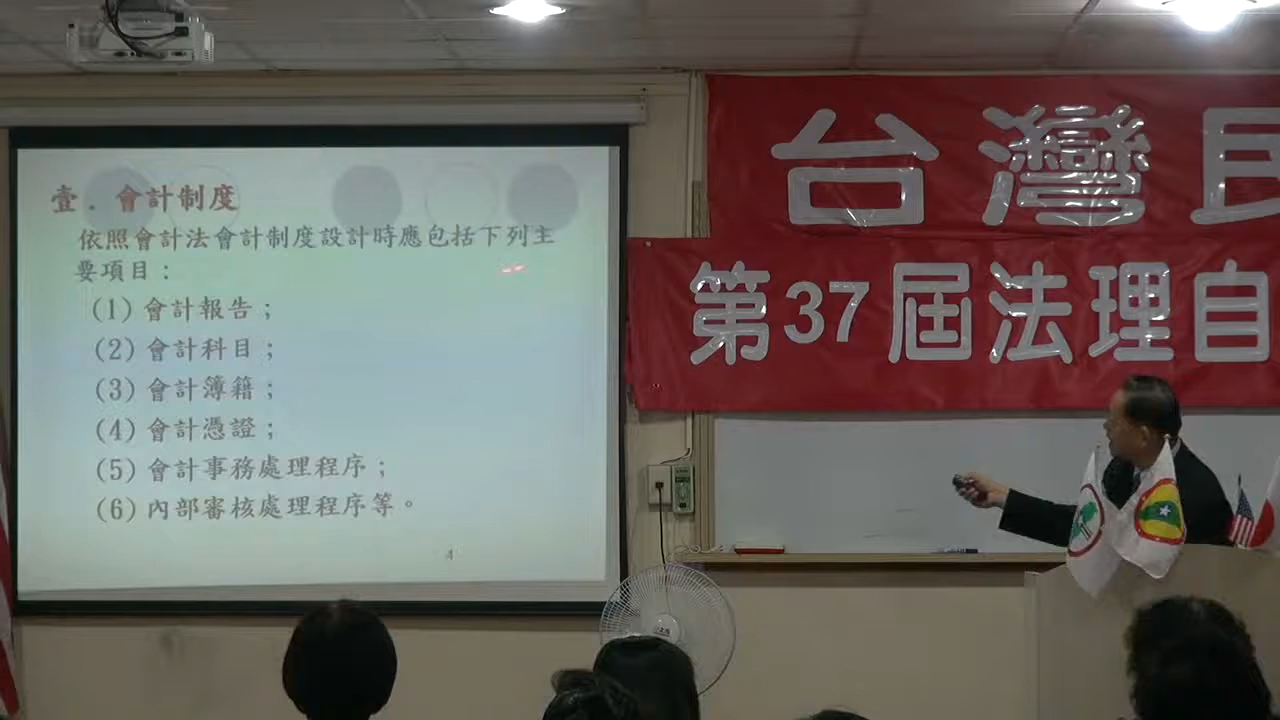 壹．會計制度
依照會計法會計制度設計時應包括下列主
要項目：
(1) 會計報告；
(2) 會計科目；
(3) 會計簿籍；
(4) 會計憑證；
(5) 會計事務處理程序；
(6) 內部審核處理程序等。
4
台灣
第37屆法理自